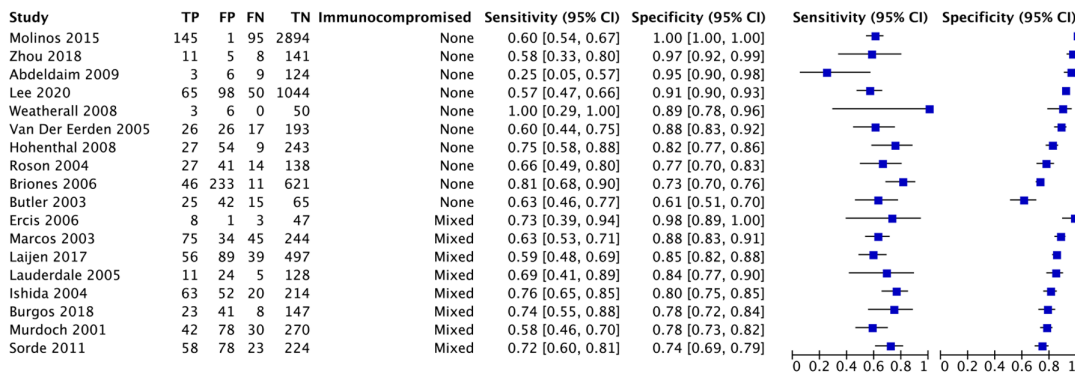 Study TP FP FN TN Immunocompromised Sensitivity (95% CI) Specificity (95% CI) Sensitivity (95% CI) Specificity (95% CI)
Molinos 2015 145 1 95 2894 None 0.60 [0.54, 0.67] 1.00 [1.00, 1.00]
Zhou 2018 11 5 8 141 None 0.58 [0.33, 0.80] 0.97 [0.92, 0.99]
Abdeldaim 2009 3 6 9 124 None 0.25 [0.05, 0.57] 0.95 [0.90, 0.98]
Lee 2020 65 98 50 1044 None 0.57 [0.47, 0.66] 0.91 [0.90, 0.93]
Weatherall 2008 3 6 0 50 None 1.00 [0.29, 1.00] 0.89 [0.78, 0.96]
Van Der Eerden 2005 26 26 17 193 None 0.60 [0.44, 0.75] 0.88 [0.83, 0.92]
Hohenthal 2008 27 54 9 243 None 0.75 [0.58, 0.88] 0.82 [0.77, 0.86]
Roson 2004 27 41 14 138 None 0.66 [0.49, 0.80] 0.77 [0.70, 0.83]
Briones 2006 46 233 11 621 None 0.81 [0.68, 0.90] 0.73 [0.70, 0.76]
Butler 2003 25 42 15 65 None 0.63 [0.46, 0.77] 0.61 [0.51, 0.70]
Ercis 2006 8 1 3 47 Mixed 0.73 [0.39, 0.94] 0.98 [0.89, 1.00]
Marcos 2003 75 34 45 244 Mixed 0.63 [0.53, 0.71] 0.88 [0.83, 0.91]
Laijen 2017 56 89 39 497 Mixed 0.59 [0.48, 0.69] 0.85 [0.82, 0.88]
Lauderdale 2005 11 24 5 128 Mixed 0.69 [0.41, 0.89] 0.84 [0.77, 0.90]
Ishida 2004 63 52 20 214 Mixed 0.76 [0.65, 0.85] 0.80 [0.75, 0.85]
Burgos 2018 23 41 8 147 Mixed 0.74 [0.55, 0.88] 0.78 [0.72, 0.84]
Murdoch 2001 42 78 30 270 Mixed 0.58 [0.46, 0.70] 0.78 [0.73, 0.82]
Sorde 2011 58 78 23 224 Mixed 0.72 [0.60, 0.81] 0.74 [0.69, 0.79]
0 0.2 0.4 0.6 0.8 1 0 0.2 0.4 0.6 0.8 1